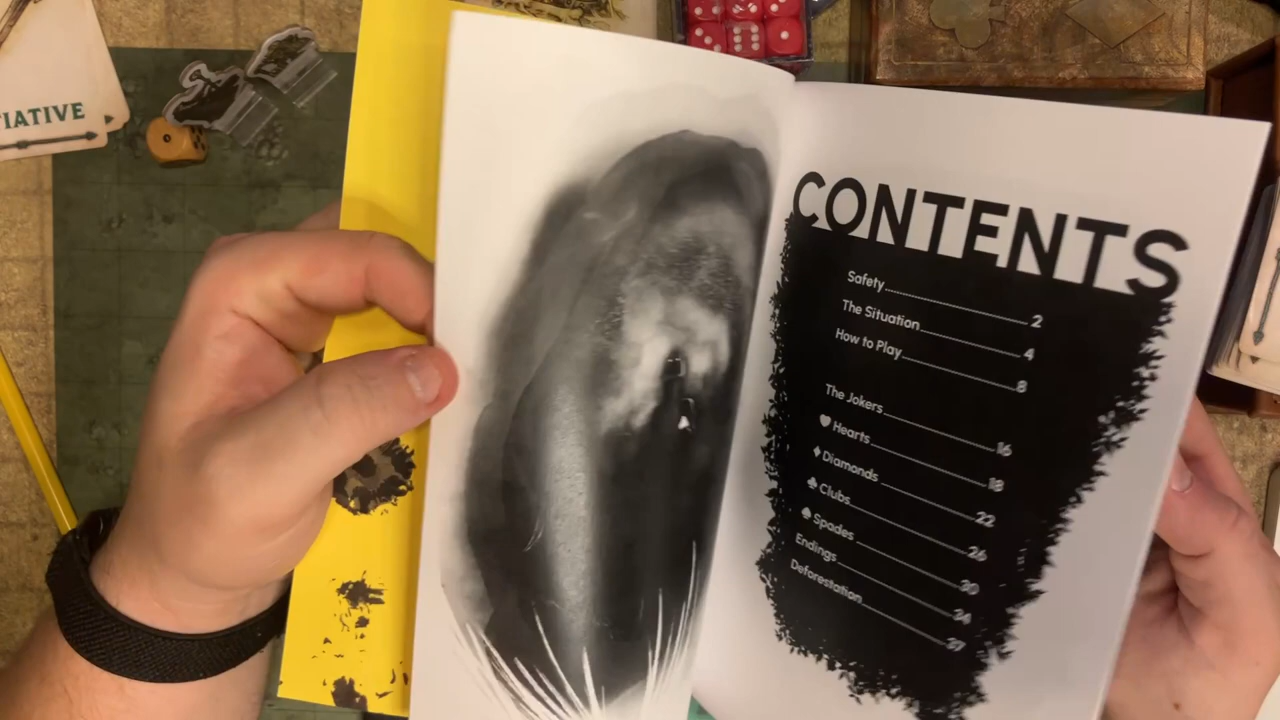 IATIVE
CONTENTS
Safety 2
The Situation 4
How to Play 8
The Jokers 16
♥ Hearts 18
♦ Diamonds 22
♣ Clubs 26
♠ Spades 30
Endings 34
Deforestation 37